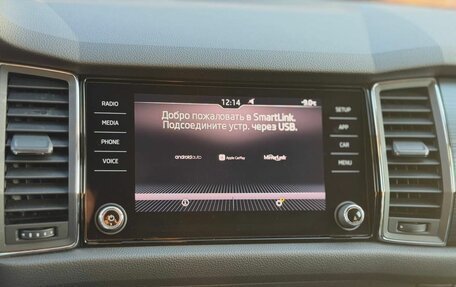 RADIO
MEDIA
PHONE
VOICE
12:14
Добро пожаловать в SmartLink.
Подсоедините устр. через USB.
androidauto
Apple CarPlay
MirrorLink
SETUP
APP
CAR
MENU